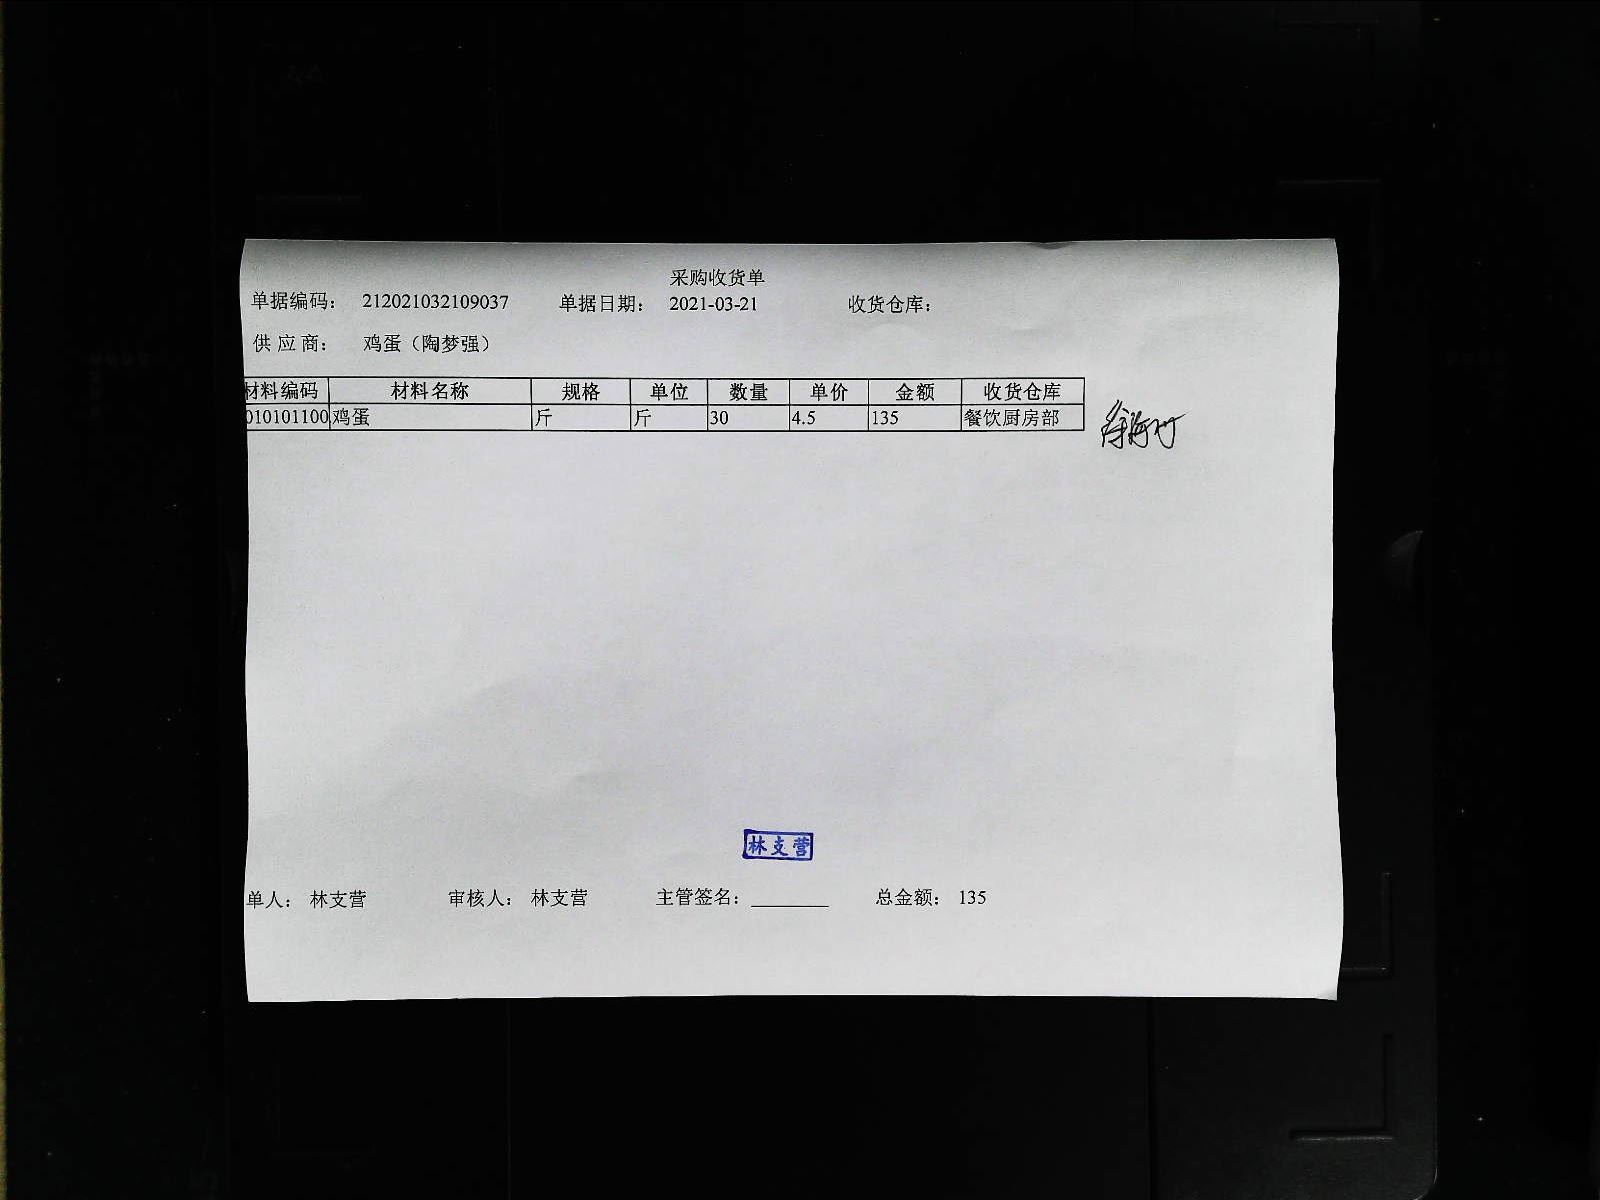 采购收货单
单据编码: 212021032109037 单据日期: 2021-03-21 收货仓库:
供 应 商: 鸡蛋（陶梦强）
材料编码 材料名称 规格 单位 数量 单价 金额 收货仓库
010101100 鸡蛋 斤 斤 30 4.5 135 餐饮厨房部
林支营
单人: 林支营 审核人: 林支营 主管签名: ________ 总金额: 135